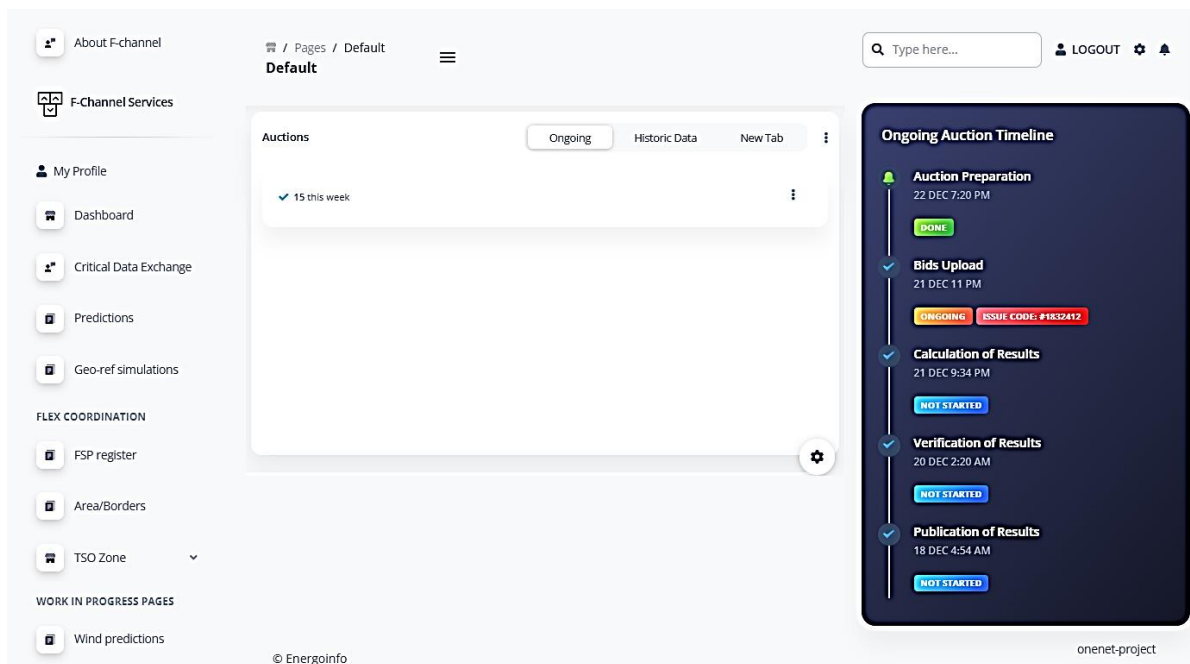 About F-channel
F-Channel Services
My Profile
Dashboard
Critical Data Exchange
Predictions
Geo-ref simulations
FLEX COORDINATION
FSP register
Area/Borders
TSO Zone
WORK IN PROGRESS PAGES
Wind predictions
/ Pages / Default
Default
Type here...
LOGOUT
Auctions
Ongoing Historic Data New Tab
15 this week
© Energoinfo
Ongoing Auction Timeline
Auction Preparation
22 DEC 7:20 PM
DONE
Bids Upload
21 DEC 11 PM
ONGOING ISSUE CODE: #1832412
Calculation of Results
21 DEC 9:34 PM
NOT STARTED
Verification of Results
20 DEC 2:20 AM
NOT STARTED
Publication of Results
18 DEC 4:54 AM
NOT STARTED
onenet-project